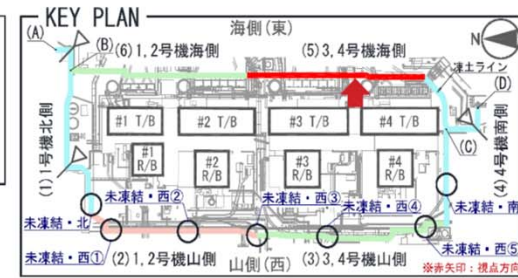 KEY PLAN
海側(東)
N
(A)
(B)
(6)1,2号機海側
(5)3,4号機海側
凍土ライン
(D)
#1 T/B
#2 T/B
#3 T/B
#4 T/B
(C)
(1)1号機北側
#1
R/B
#2
R/B
#3
R/B
#4
R/B
(4)4号機南側
未凍結・北
未凍結・西②
未凍結・西③
未凍結・西④
未凍結・南
未凍結・西①
(2)1,2号機山側
山側(西)
(3)3,4号機山側
未凍結・西⑤
※赤矢印：視点方向